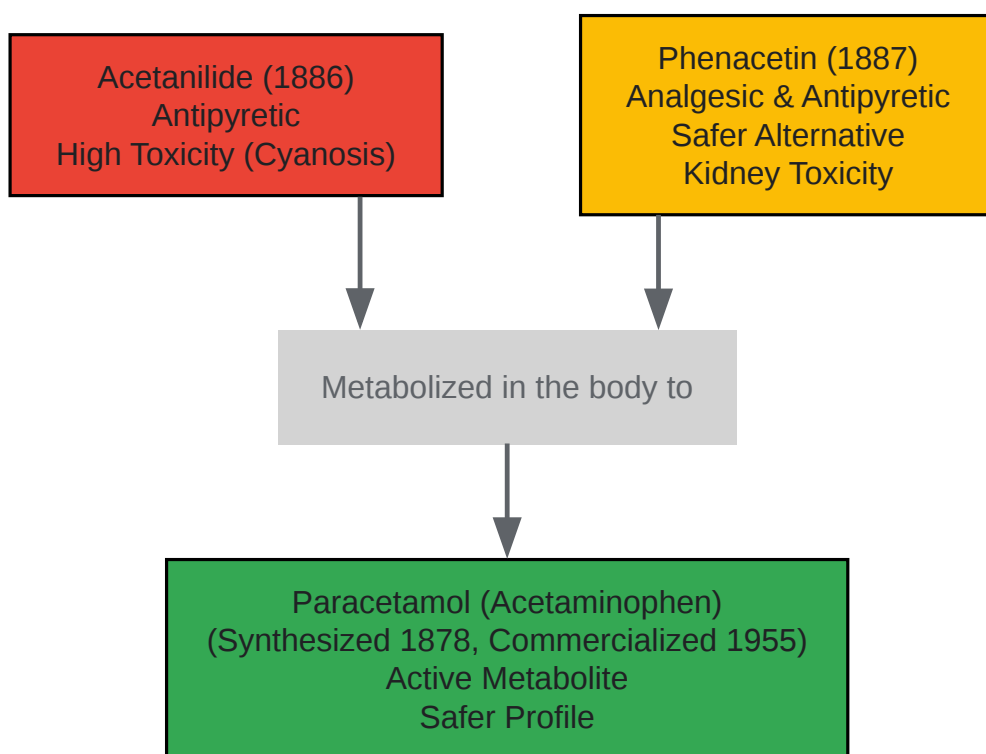 Acetanilide (1886)
Antipyretic
High Toxicity (Cyanosis)
Phenacetin (1887)
Analgesic & Antipyretic
Safer Alternative
Kidney Toxicity
Metabolized in the body to
Paracetamol (Acetaminophen)
(Synthesized 1878, Commercialized 1955)
Active Metabolite
Safer Profile